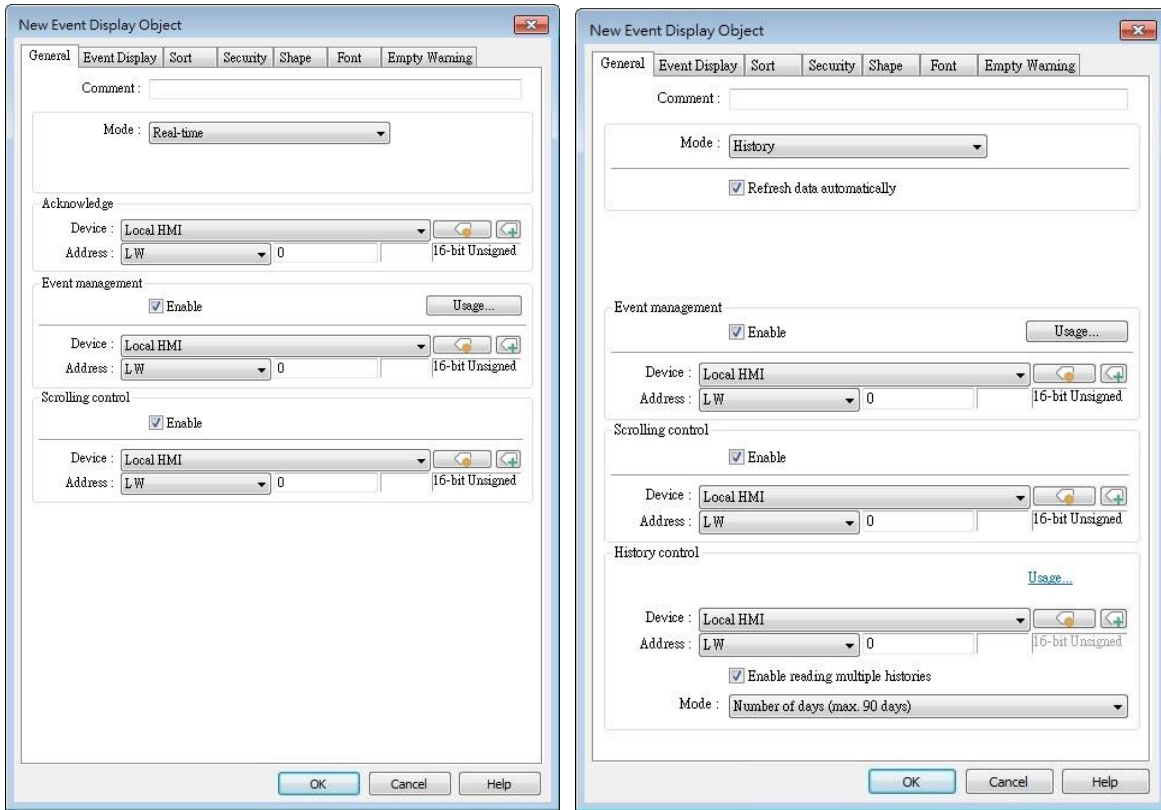 New Event Display Object
General Event Display Sort Security Shape Font Empty Warning
Comment :
Mode : Real-time
Acknowledge
Device : Local HMI
Address : LW 0 16-bit Unsigned
Event management
Enable Usage...
Device : Local HMI
Address : LW 0 16-bit Unsigned
Scrolling control
Enable
Device : Local HMI
Address : LW 0 16-bit Unsigned
OK Cancel Help
New Event Display Object
General Event Display Sort Security Shape Font Empty Warning
Comment :
Mode : History
Refresh data automatically
Event management
Enable Usage...
Device : Local HMI
Address : LW 0 16-bit Unsigned
Scrolling control
Enable
Device : Local HMI
Address : LW 0 16-bit Unsigned
History control
Usage...
Device : Local HMI
Address : LW 0 16-bit Unsigned
Enable reading multiple histories
Mode : Number of days (max. 90 days)
OK Cancel Help